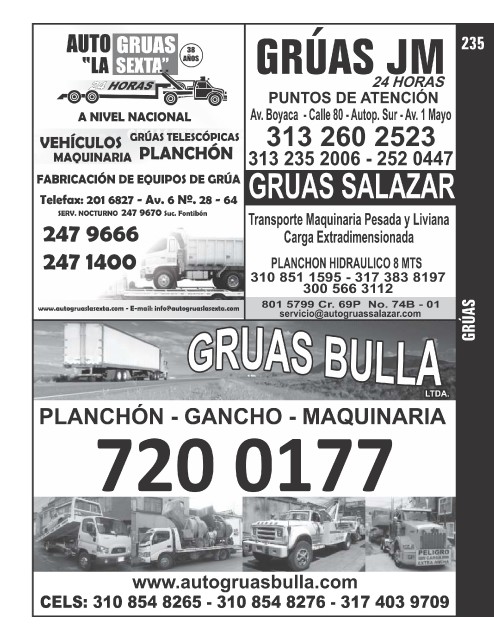 AUTO GRUAS
"LA SEXTA"
38
AÑOS
24 HORAS
A NIVEL NACIONAL
VEHÍCULOS
MAQUINARIA
GRÚAS TELESCÓPICAS
PLANCHÓN
FABRICACIÓN DE EQUIPOS DE GRÚA
Telefax: 201 6827 - Av. 6 Nº. 28 - 64
SERV. NOCTURNO 247 9670 Suc. Fontibón
247 9666
247 1400
www.autogruaslasexta.com - E-mail: info@autogruaslasexta.com
GRÚAS JM
24 HORAS
PUNTOS DE ATENCIÓN
Av. Boyaca - Calle 80 - Autop. Sur - Av. 1 Mayo
313 260 2523
313 235 2006 - 252 0447
GRUAS SALAZAR
Transporte Maquinaria Pesada y Liviana
Carga Extradimensionada
PLANCHON HIDRAULICO 8 MTS
310 851 1595 - 317 383 8197
300 566 3112
801 5799 Cr. 69P No. 74B - 01
servicio@autogruassalazar.com
235
GRÚAS
GRUAS BULLA
LTDA.
PLANCHÓN - GANCHO - MAQUINARIA
720 0177
PELIGRO
www.autogruasbulla.com
CELS: 310 854 8265 - 310 854 8276 - 317 403 9709